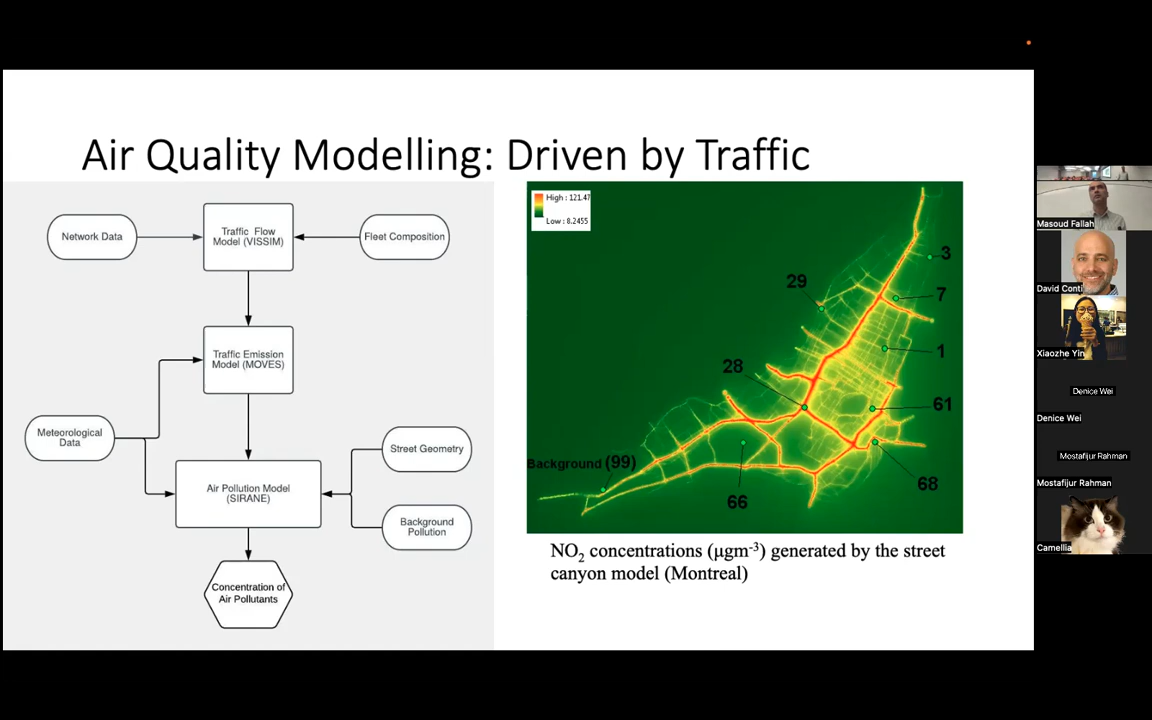 Air Quality Modelling: Driven by Traffic
Network Data
Traffic Flow
Model (VISSIM)
Fleet Composition
Traffic Emission
Model (MOVES)
Meteorological
Data
Street Geometry
Air Pollution Model
(SIRANE)
Background
Pollution
Concentration of
Air Pollutants
High : 121.47
Low : 8.2455
3
29
7
1
28
61
Background (99)
68
66
NO₂ concentrations (μgm⁻³) generated by the street
canyon model (Montreal)
Masoud Fallah
David Conti
Xiaozhe Yin
Denice Wei
Denice Wei
Mostafijur Rahman
Mostafijur Rahman
Camellia